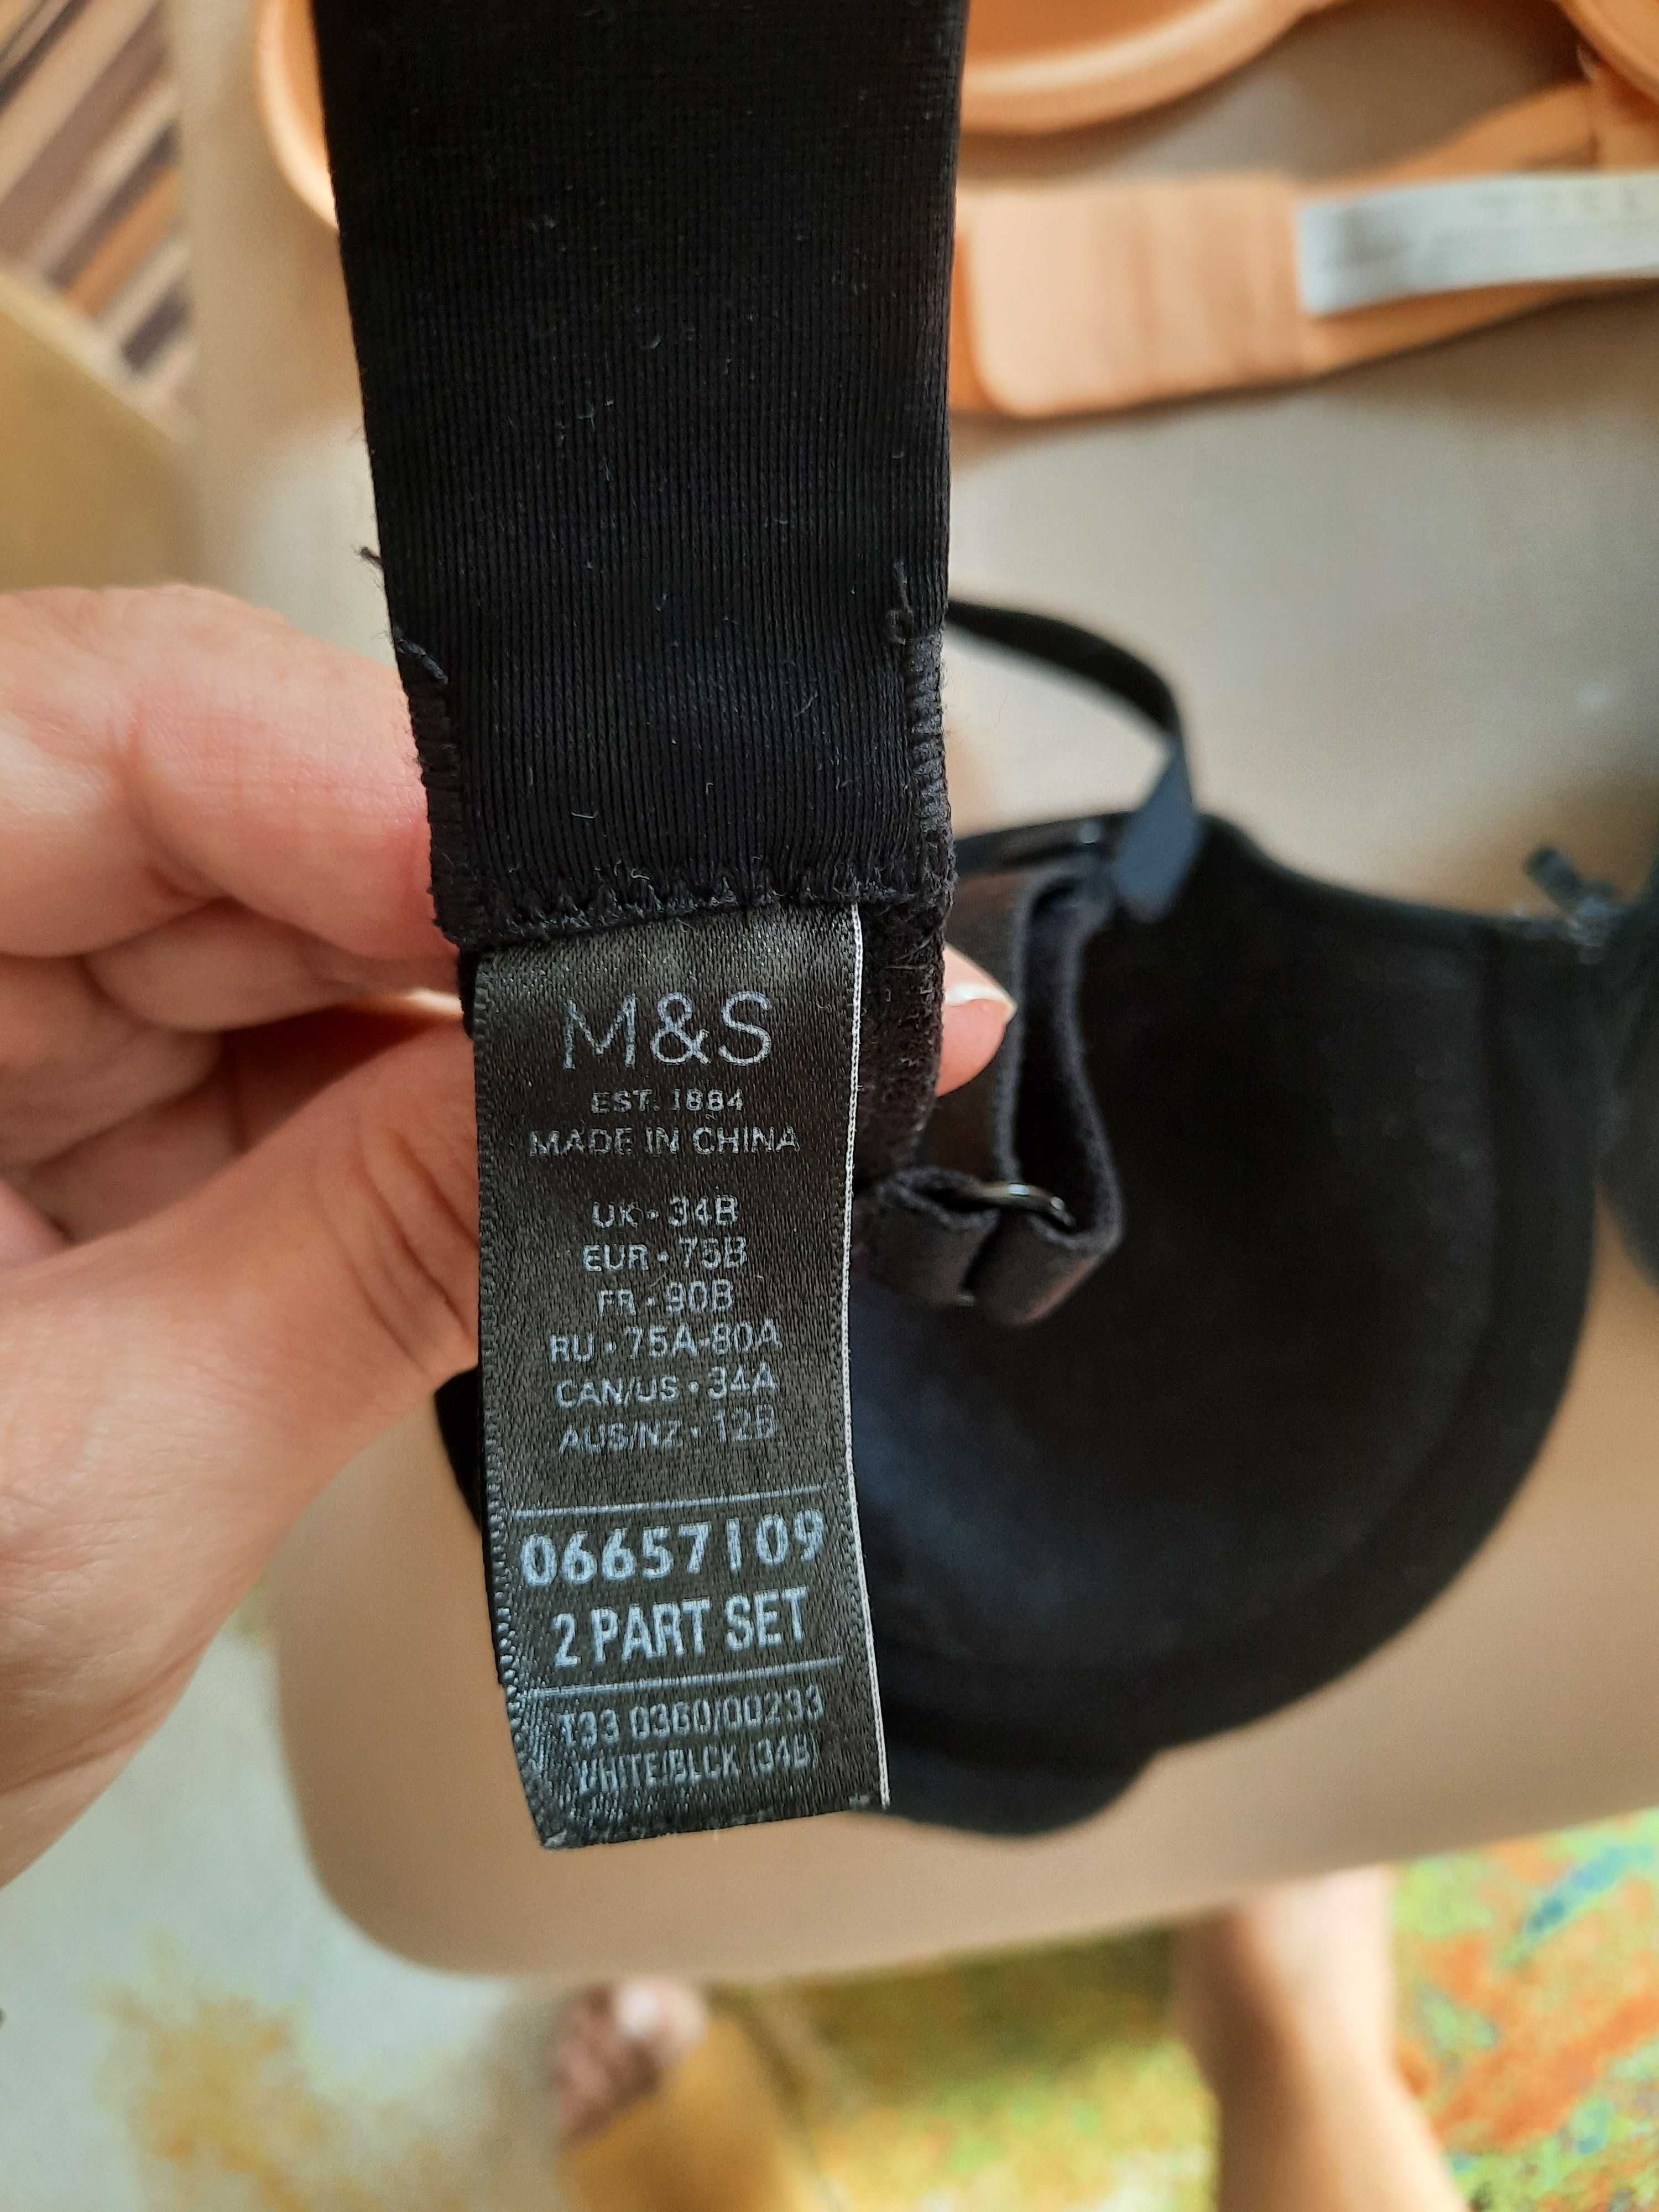 M&S
EST. 1884
MADE IN CHINA
UK • 34B
EUR • 75B
FR • 90B
RU • 75A-80A
CAN/US • 34A
AUS/NZ • 12B
06657109
2 PART SET
T33 0360/00233
WHITE/BLCK (34B)